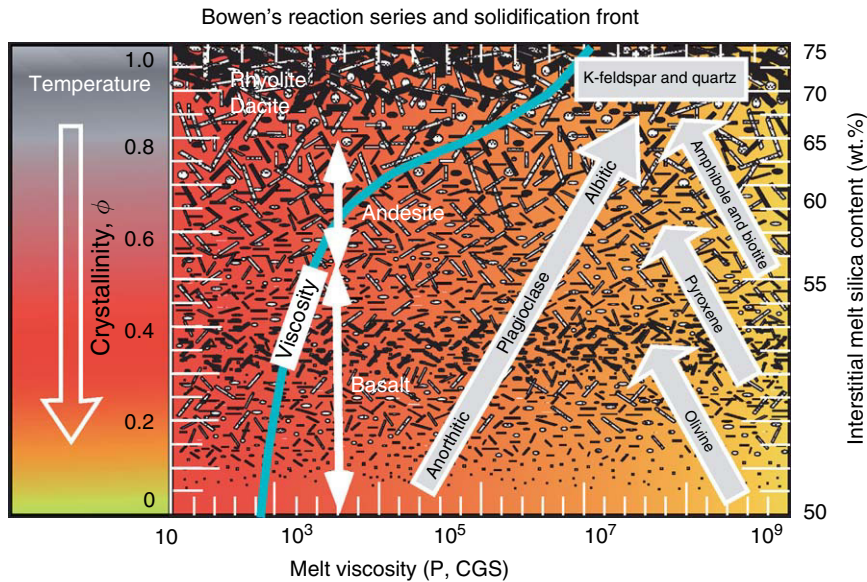 Bowen's reaction series and solidification front
Temperature
Crystallinity, ϕ
1.0
0.8
0.6
0.4
0.2
0
Rhyolite
Dacite
Andesite
Viscosity
Basalt
K-feldspar and quartz
Albitic
Plagioclase
Anorthitic
Amphibole and biotite
Pyroxene
Olivine
75
70
65
60
55
50
Interstitial melt silica content (wt.%)
10
10³
10⁵
10⁷
10⁹
Melt viscosity (P, CGS)